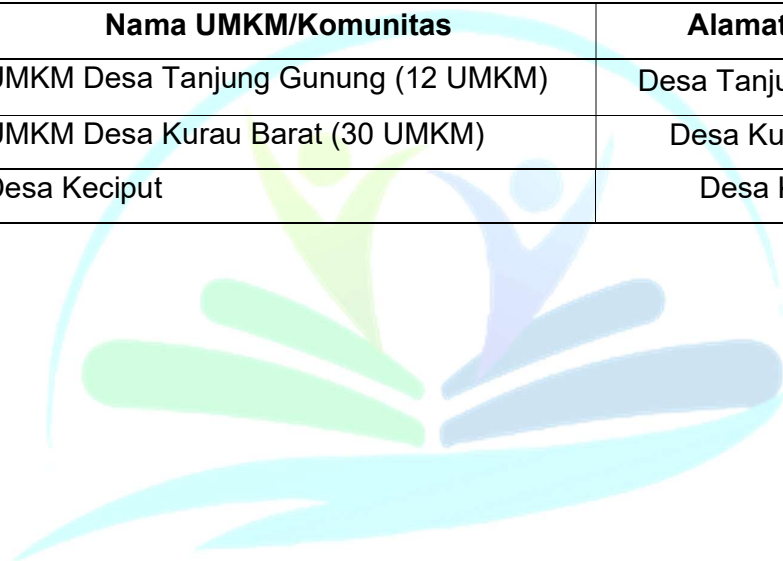 Nama UMKM/Komunitas Alamat
UMKM Desa Tanjung Gunung (12 UMKM) Desa Tanju
UMKM Desa Kurau Barat (30 UMKM) Desa Ku
Desa Keciput Desa